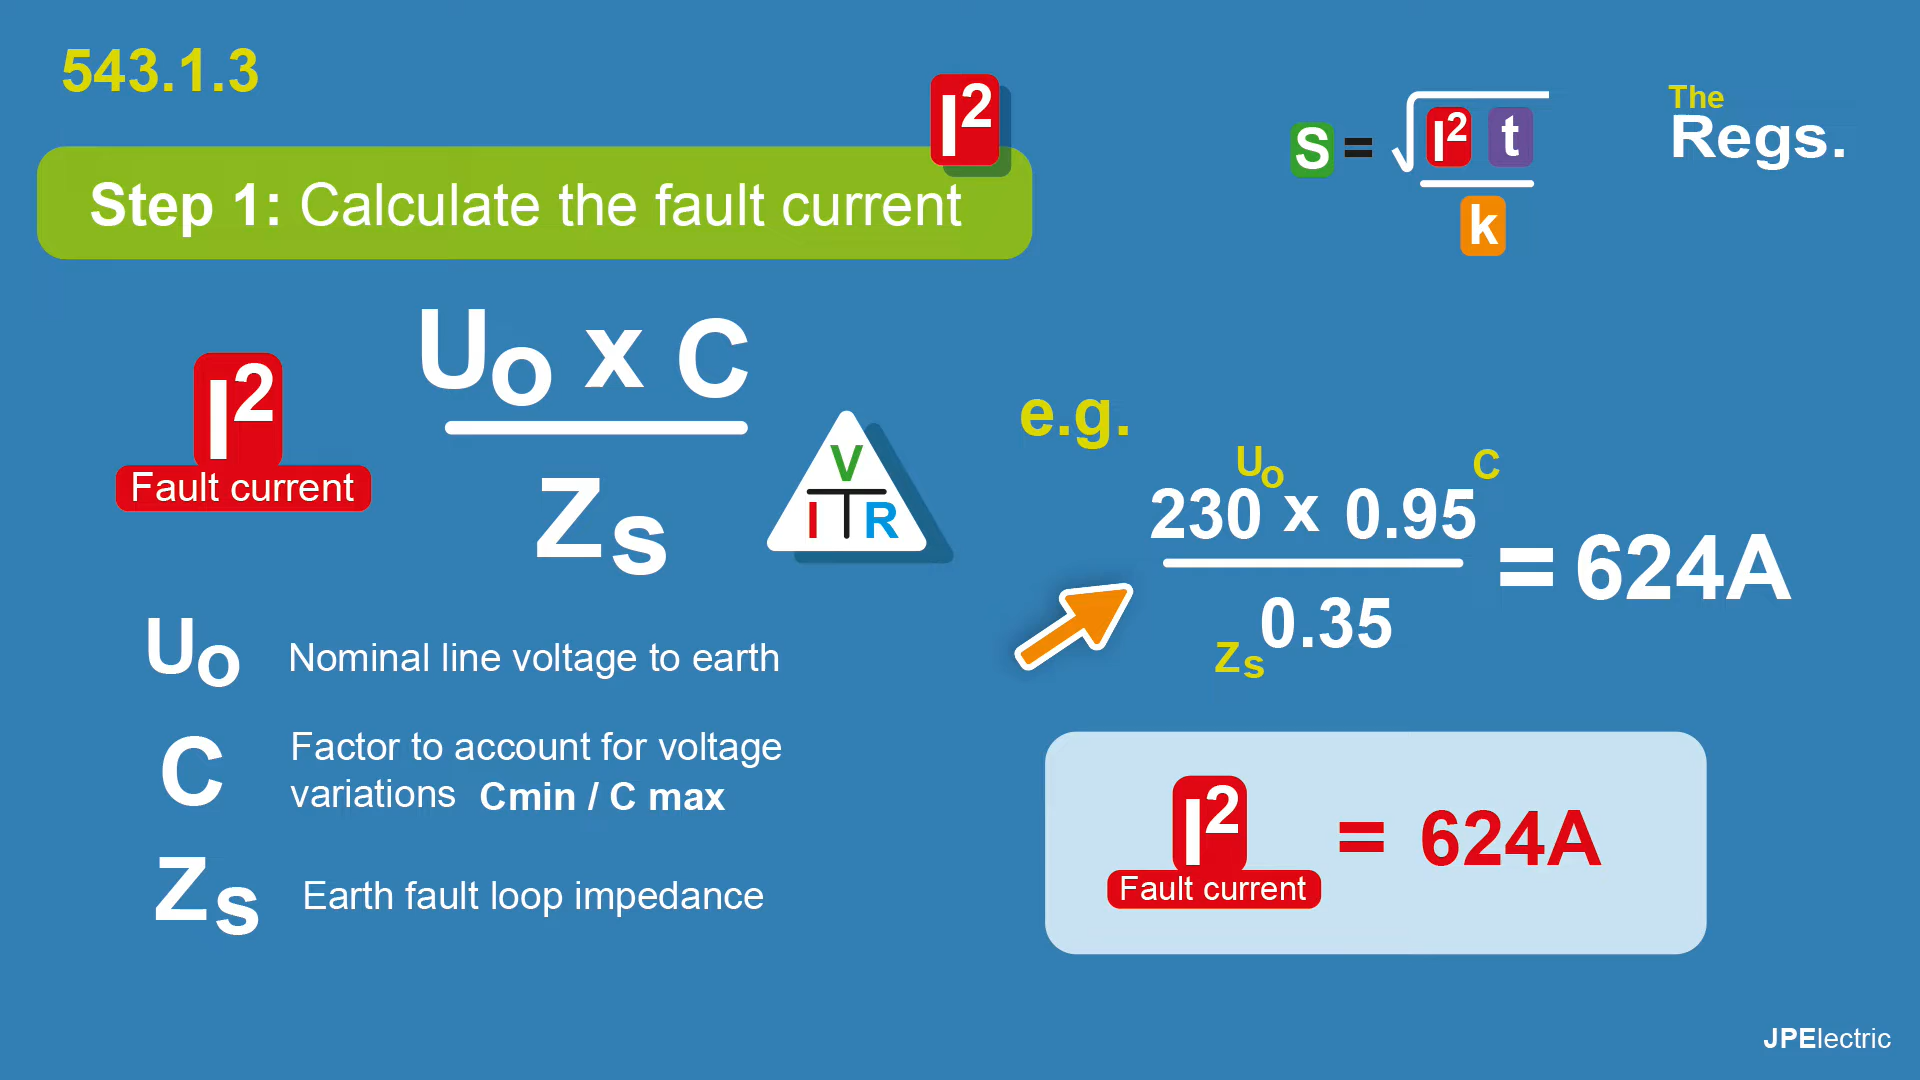 543.1.3
I²
Step 1: Calculate the fault current
S = √ I² t
k
The
Regs.
I²
Fault current
Uo x C
Zs
V
I R
e.g.
Uo C
230 x 0.95
= 624A
Zs 0.35
Uo Nominal line voltage to earth
C Factor to account for voltage
variations Cmin / C max
Zs Earth fault loop impedance
I² = 624A
Fault current
JPElectric